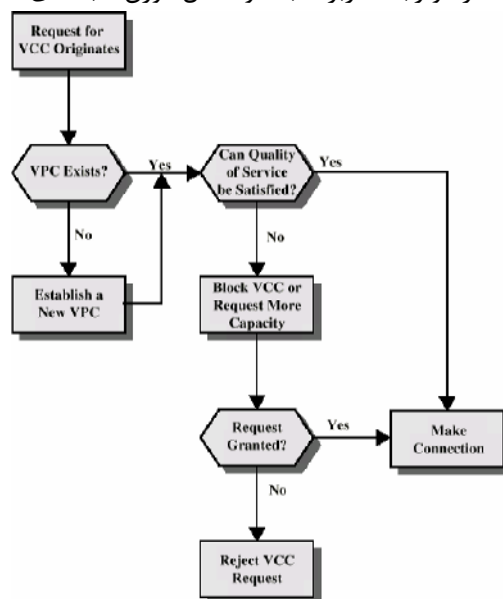 Request for
VCC Originates
VPC Exists?
Yes
Can Quality
of Service
be Satisfied?
Yes
No
No
Establish a
New VPC
Block VCC or
Request More
Capacity
Request
Granted?
Yes
Make
Connection
No
Reject VCC
Request